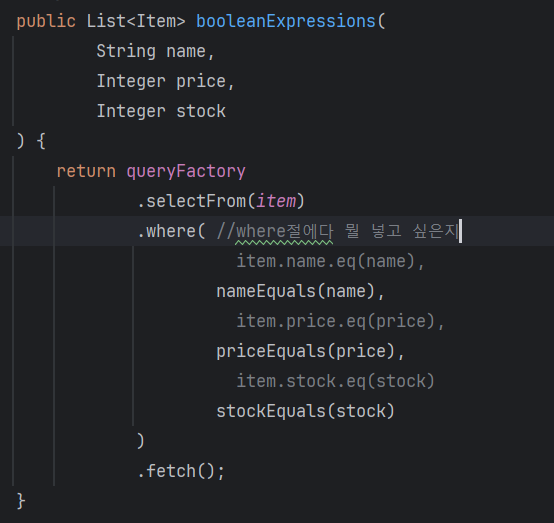 public List<Item> booleanExpressions(
String name,
Integer price,
Integer stock
) {
return queryFactory
.selectFrom(item)
.where( //where절에다 뭘 넣고 싶은지
item.name.eq(name),
nameEquals(name),
item.price.eq(price),
priceEquals(price),
item.stock.eq(stock)
stockEquals(stock)
)
.fetch();
}